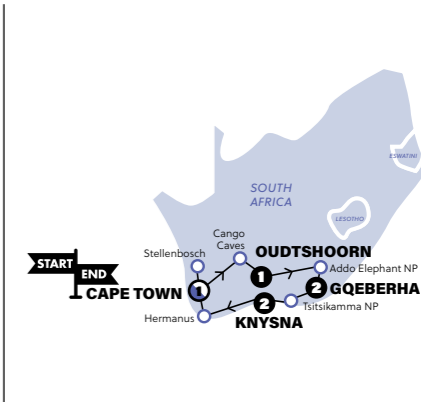 ESWATINI
SOUTH
AFRICA
LESOTHO
Cango
Caves
OUDTSHOORN
Stellenbosch
START
END
Addo Elephant NP
1
CAPE TOWN
1
2
GQEBERHA
Hermanus
2
Tsitsikamma NP
KNYSNA